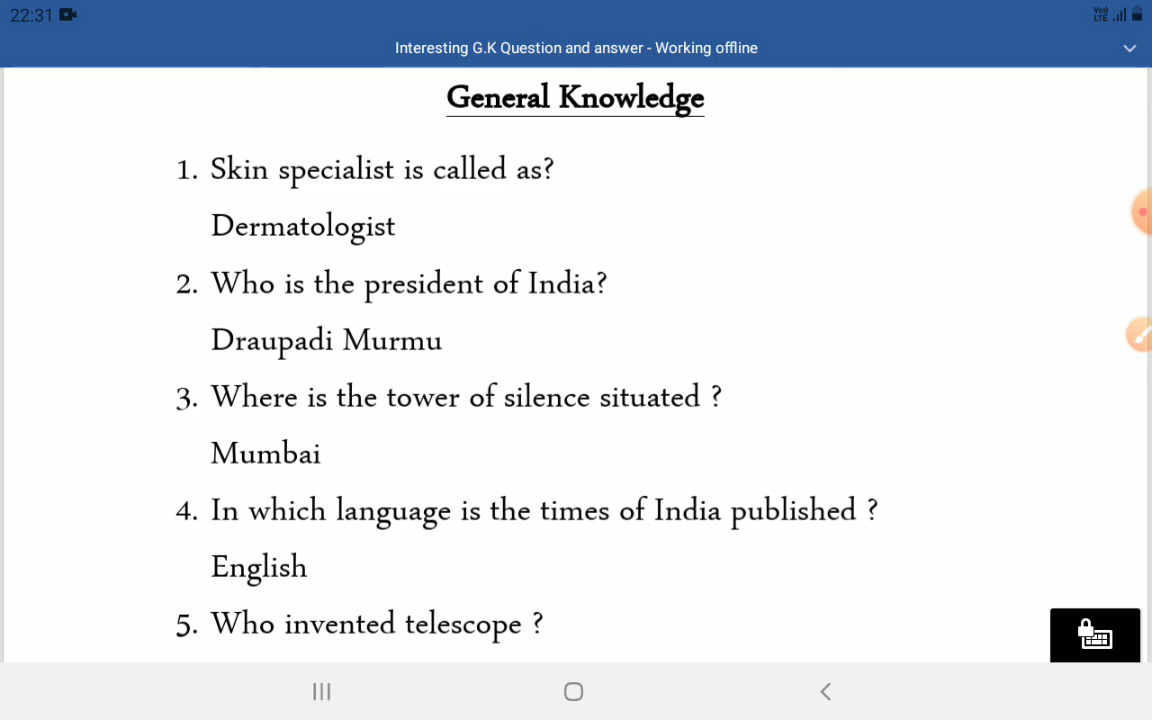 22:31
Vo)) LTE
Interesting G.K Question and answer - Working offline
General Knowledge
1. Skin specialist is called as?
Dermatologist
2. Who is the president of India?
Draupadi Murmu
3. Where is the tower of silence situated ?
Mumbai
4. In which language is the times of India published ?
English
5. Who invented telescope ?